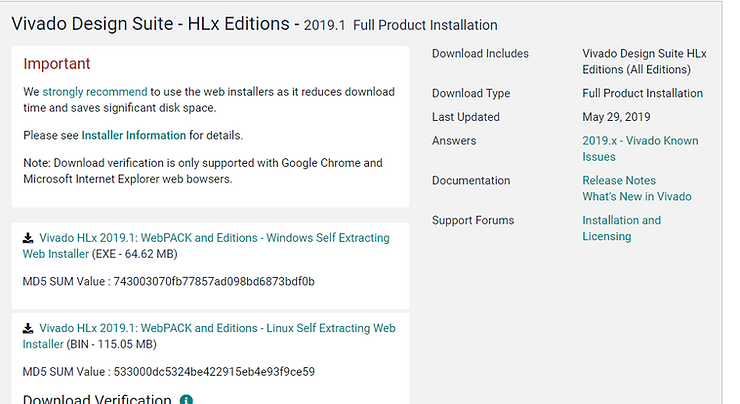 Vivado Design Suite - HLx Editions - 2019.1 Full Product Installation
Important
We strongly recommend to use the web installers as it reduces download
time and saves significant disk space.
Please see Installer Information for details.
Note: Download verification is only supported with Google Chrome and
Microsoft Internet Explorer web bowsers.
Vivado HLx 2019.1: WebPACK and Editions - Windows Self Extracting
Web Installer (EXE - 64.62 MB)
MD5 SUM Value : 743003070fb77857ad098bd6873bdf0b
Vivado HLx 2019.1: WebPACK and Editions - Linux Self Extracting Web
Installer (BIN - 115.05 MB)
MD5 SUM Value : 533000dc5324be422915eb4e93f9ce59
Download Verification
Download Includes
Vivado Design Suite HLx
Editions (All Editions)
Download Type
Full Product Installation
Last Updated
May 29, 2019
Answers
2019.x - Vivado Known
Issues
Documentation
Release Notes
What's New in Vivado
Support Forums
Installation and
Licensing